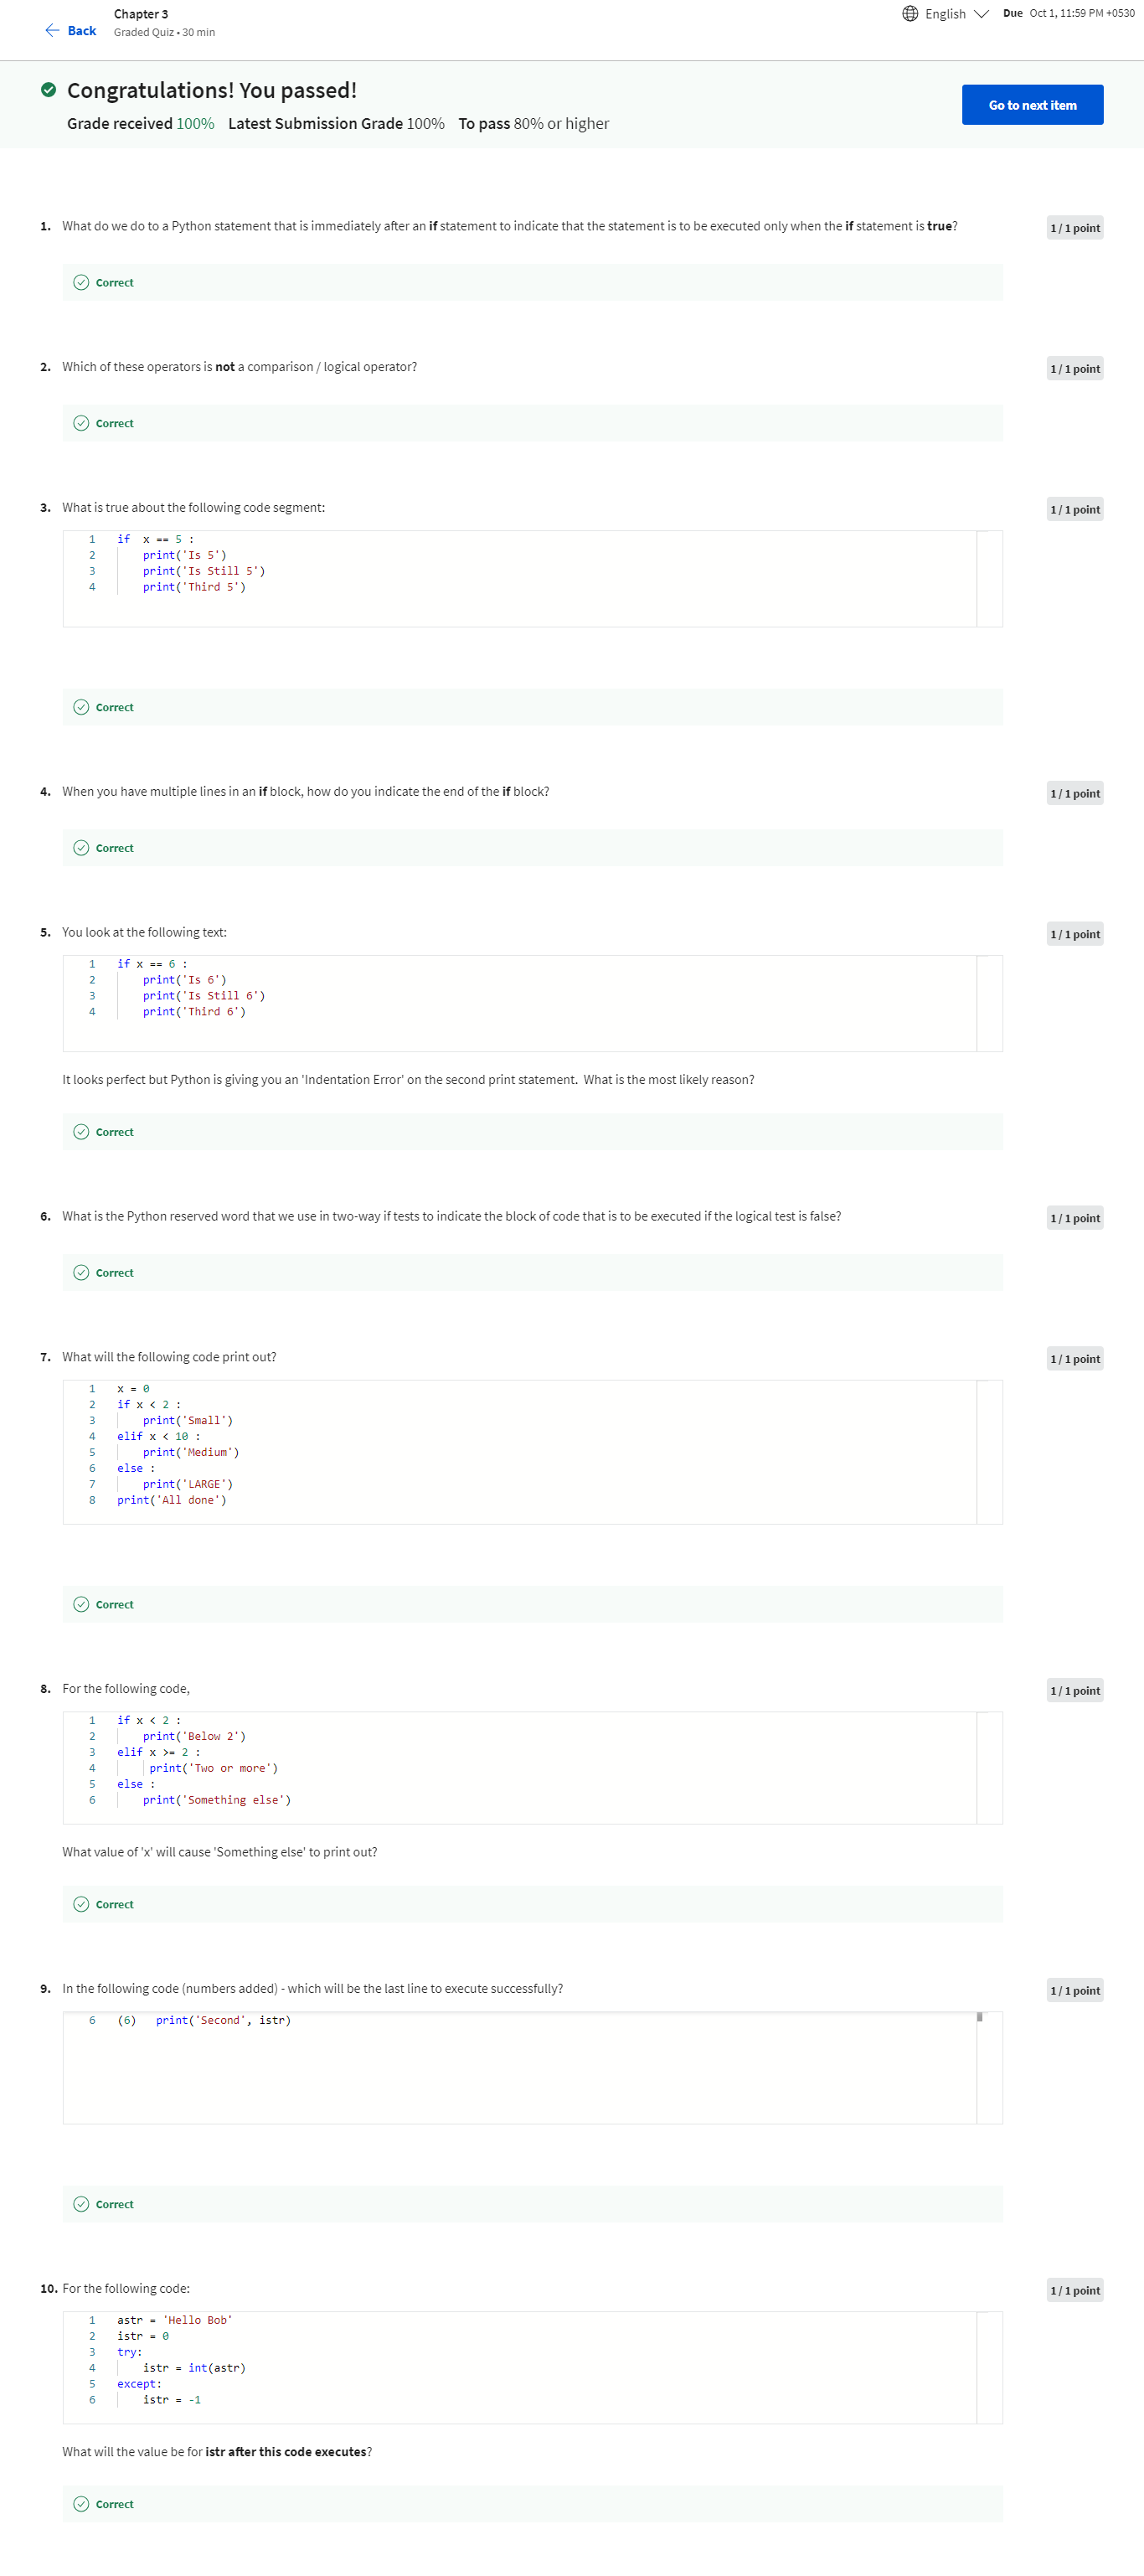 Back
Chapter 3
Graded Quiz • 30 min
English
Due Oct 1, 11:59 PM +0530
Congratulations! You passed!
Grade received 100% Latest Submission Grade 100% To pass 80% or higher
Go to next item
1. What do we do to a Python statement that is immediately after an if statement to indicate that the statement is to be executed only when the if statement is true?
1 / 1 point
Correct
2. Which of these operators is not a comparison / logical operator?
1 / 1 point
Correct
3. What is true about the following code segment:
1 / 1 point
1 if  x == 5 :
2     print('Is 5')
3     print('Is Still 5')
4     print('Third 5')
Correct
4. When you have multiple lines in an if block, how do you indicate the end of the if block?
1 / 1 point
Correct
5. You look at the following text:
1 / 1 point
1 if x == 6 :
2     print('Is 6')
3     print('Is Still 6')
4     print('Third 6')
It looks perfect but Python is giving you an 'Indentation Error' on the second print statement.  What is the most likely reason?
Correct
6. What is the Python reserved word that we use in two-way if tests to indicate the block of code that is to be executed if the logical test is false?
1 / 1 point
Correct
7. What will the following code print out?
1 / 1 point
1 x = 0
2 if x < 2 :
3     print('Small')
4 elif x < 10 :
5     print('Medium')
6 else :
7     print('LARGE')
8 print('All done')
Correct
8. For the following code,
1 / 1 point
1 if x < 2 :
2     print('Below 2')
3 elif x >= 2 :
4      print('Two or more')
5 else :
6     print('Something else')
What value of 'x' will cause 'Something else' to print out?
Correct
9. In the following code (numbers added) - which will be the last line to execute successfully?
1 / 1 point
6 (6)   print('Second', istr)
Correct
10. For the following code:
1 / 1 point
1 astr = 'Hello Bob'
2 istr = 0
3 try:
4     istr = int(astr)
5 except:
6     istr = -1
What will the value be for istr after this code executes?
Correct